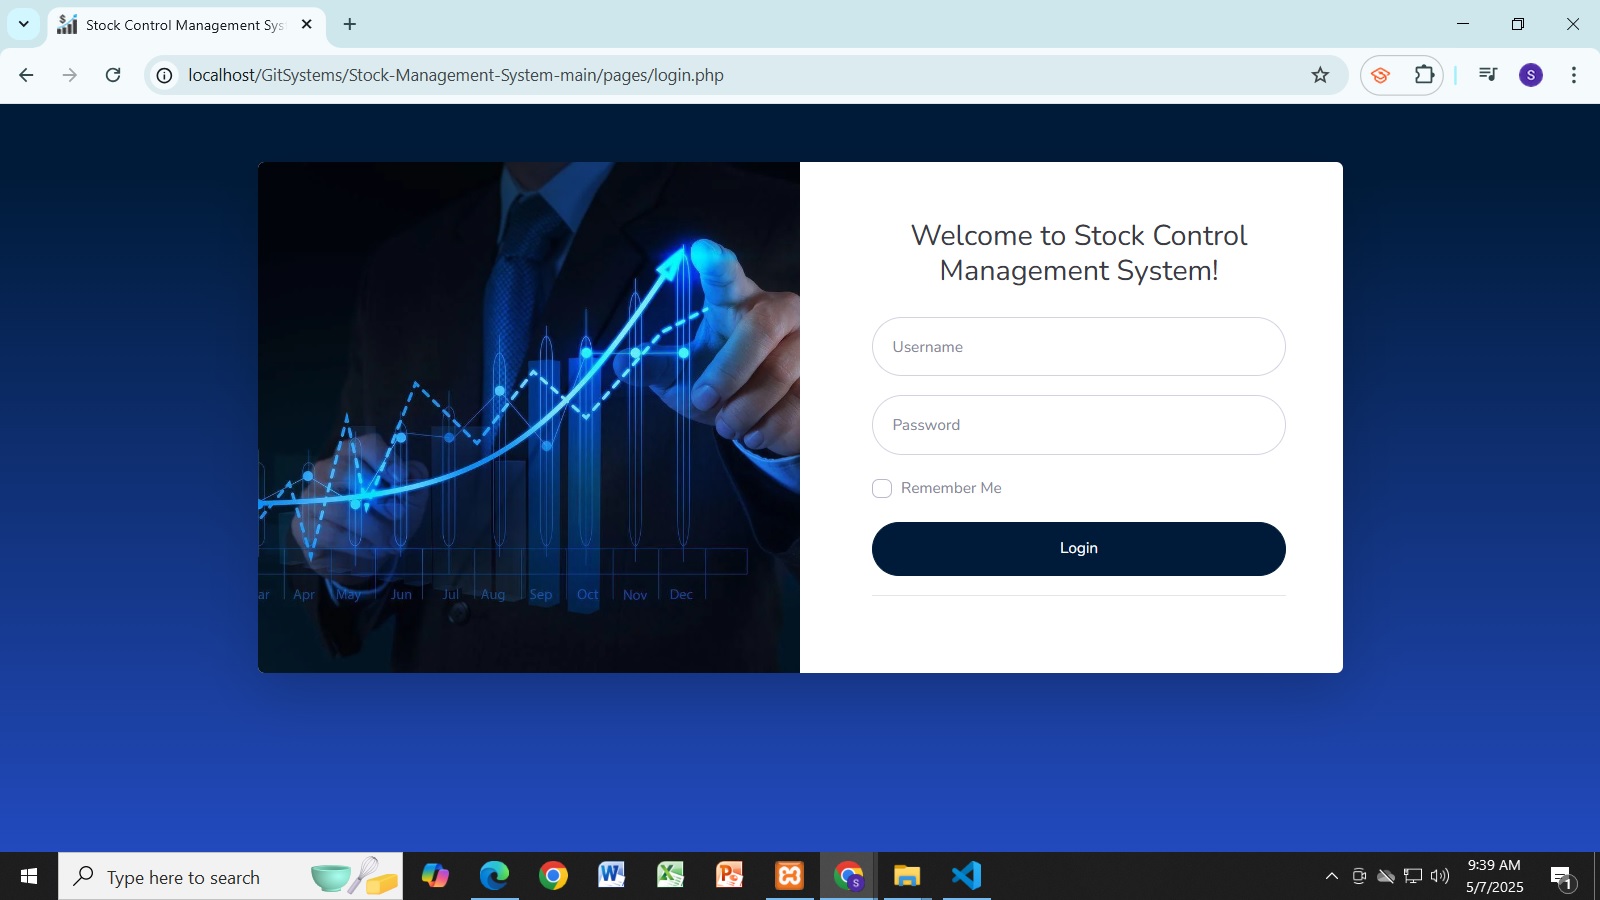 Stock Control Management Sys
localhost/GitSystems/Stock-Management-System-main/pages/login.php
S
Welcome to Stock Control
Management System!
Username
Password
Remember Me
Login
ar Apr May Jun Jul Aug Sep Oct Nov Dec
Type here to search
9:39 AM
5/7/2025
1